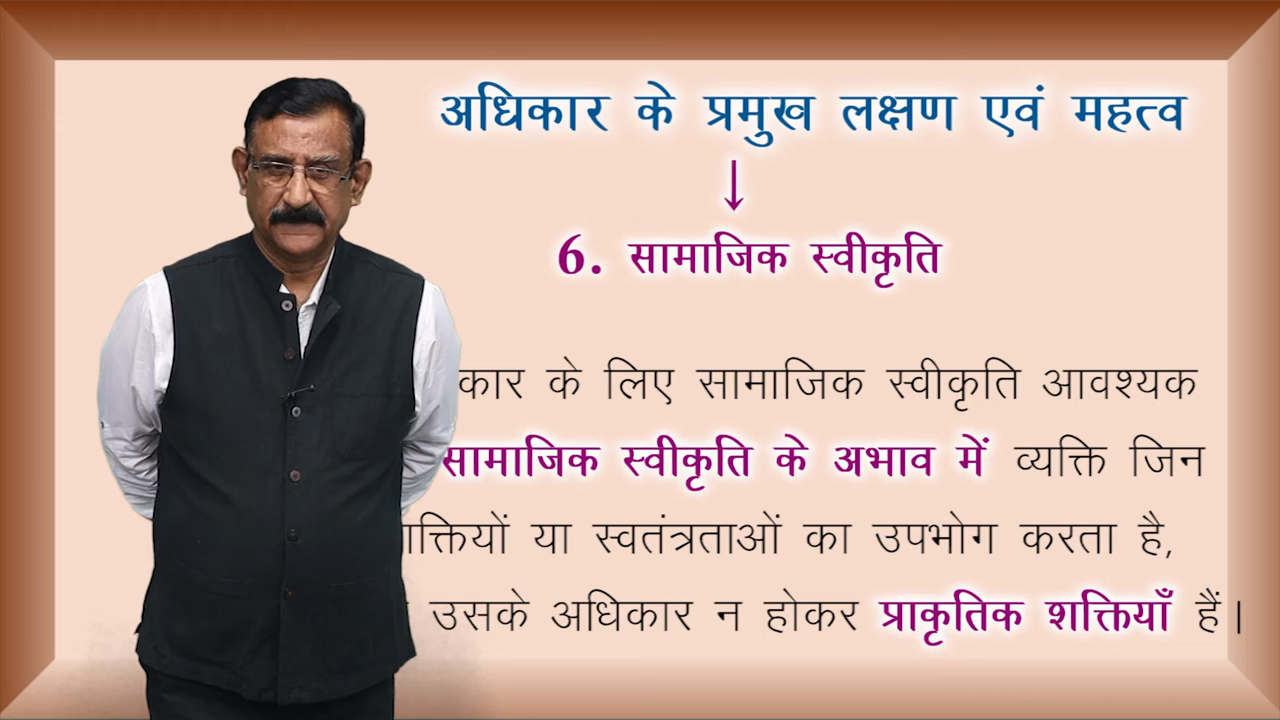 अधिकार के प्रमुख लक्षण एवं महत्व
↓
6. सामाजिक स्वीकृति
के लिए सामाजिक स्वीकृति आवश्यक
सामाजिक स्वीकृति के अभाव में व्यक्ति जिन
या स्वतंत्रताओं का उपभोग करता है,
उसके अधिकार न होकर प्राकृतिक शक्तियाँ हैं।